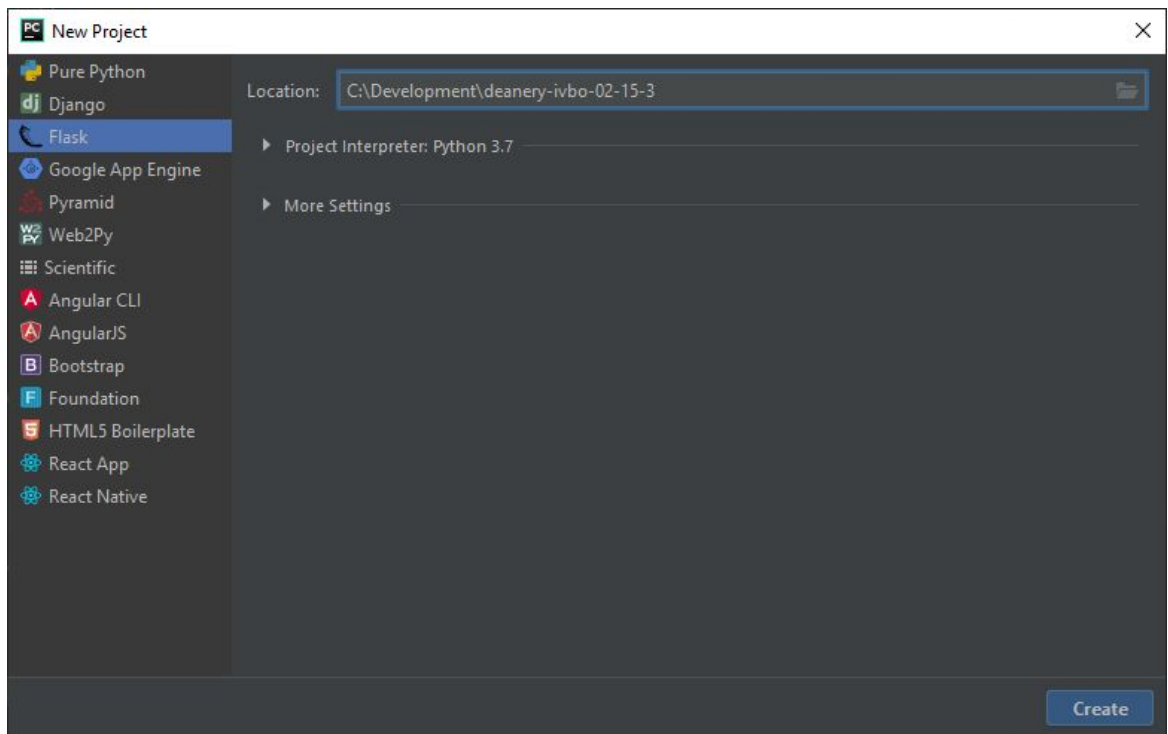 PC New Project
Pure Python
dj Django
Flask
Google App Engine
Pyramid
W2PY Web2Py
Scientific
A Angular CLI
A AngularJS
B Bootstrap
F Foundation
5 HTML5 Boilerplate
React App
React Native
Location: C:\Development\deanery-ivbo-02-15-3
Project Interpreter: Python 3.7
More Settings
Create